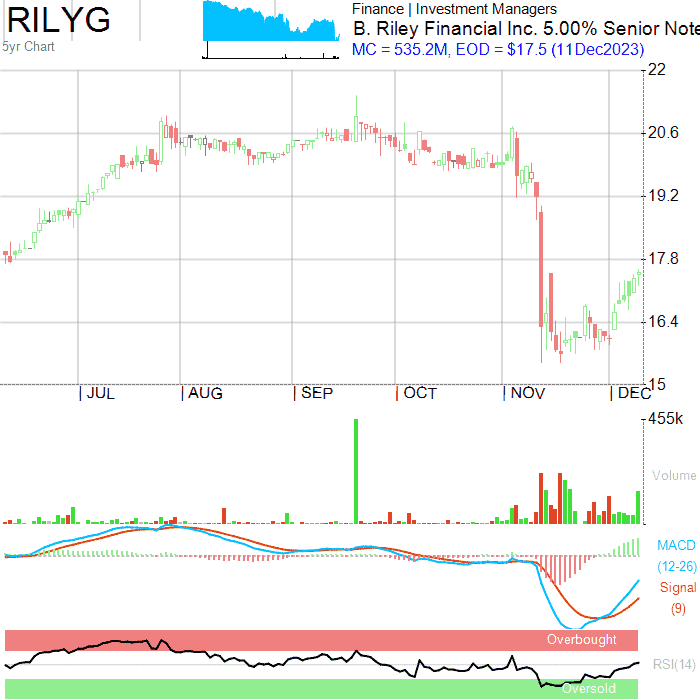 RILYG
5yr Chart
Finance | Investment Managers
B. Riley Financial Inc. 5.00% Senior Note
MC = 535.2M, EOD = $17.5 (11Dec2023)
22
20.6
19.2
17.8
16.4
15
JUL AUG SEP OCT NOV DEC
455k
Volume
MACD
(12-26)
Signal
(9)
Overbought
RSI(14)
Oversold